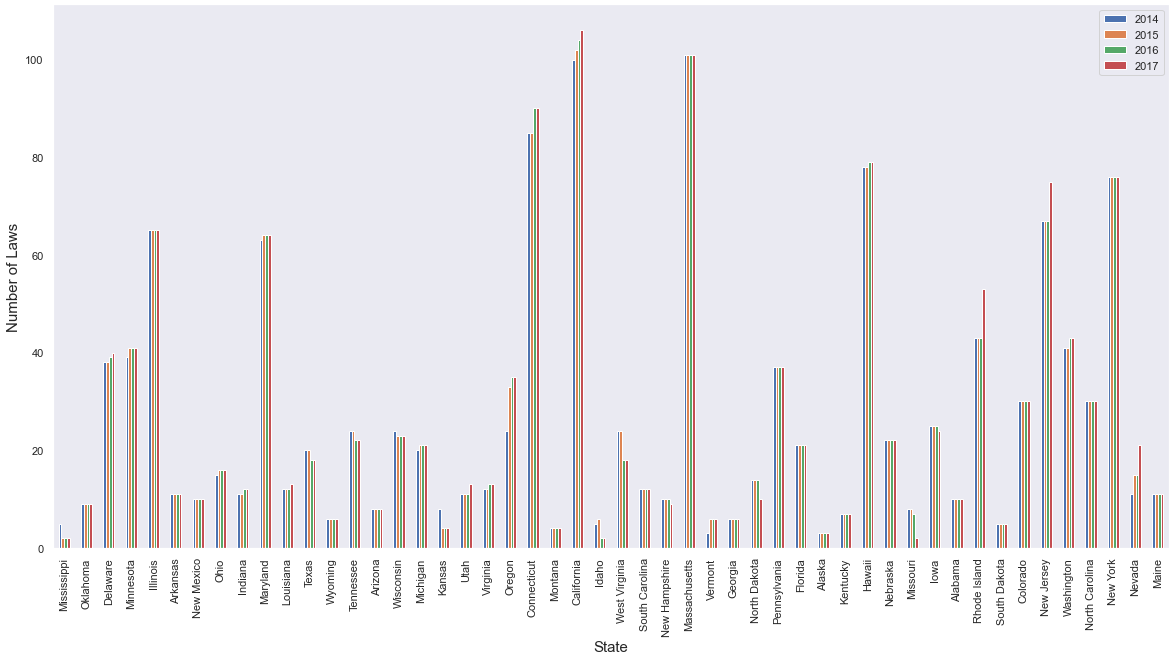 2014
2015
2016
2017
Number of Laws
100
80
60
40
20
0
Mississippi
Oklahoma
Delaware
Minnesota
Illinois
Arkansas
New Mexico
Ohio
Indiana
Maryland
Louisiana
Texas
Wyoming
Tennessee
Arizona
Wisconsin
Michigan
Kansas
Utah
Virginia
Oregon
Connecticut
Montana
California
Idaho
West Virginia
South Carolina
New Hampshire
Massachusetts
Vermont
Georgia
North Dakota
Pennsylvania
Florida
Alaska
Kentucky
Hawaii
Nebraska
Missouri
Iowa
Alabama
Rhode Island
South Dakota
Colorado
New Jersey
Washington
North Carolina
New York
Nevada
Maine
State